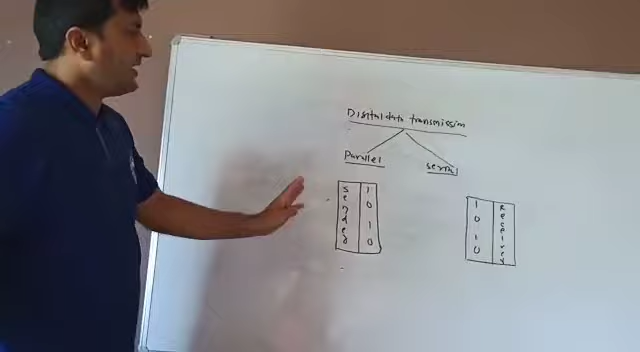 Digital data transmission
Parallel
serial
Sender
1
0
1
0
1
0
1
0
Receiver